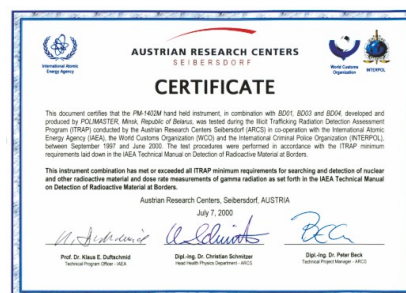 AUSTRIAN RESEARCH CENTERS
SEIBERSDORF
International Atomic
Energy Agency
World Customs
Organization
INTERPOL
CERTIFICATE
This document certifies that the PM-1402M hand held instrument, in combination with BD01, BD03 and BD04, developed and
produced by POLIMASTER, Minsk, Republic of Belarus, was tested during the Illicit Trafficking Radiation Detection Assessment
Program (ITRAP) conducted by the Austrian Research Centers Seibersdorf (ARCS) in co-operation with the International Atomic
Energy Agency (IAEA), the World Customs Organization (WCO) and the International Criminal Police Organization (INTERPOL),
between September 1997 and June 2000. The test procedures were performed in accordance with the ITRAP minimum
requirements laid down in the IAEA Technical Manual on Detection of Radioactive Material at Borders.
This instrument combination has met or exceeded all ITRAP minimum requirements for searching and detection of nuclear
and other radioactive material and dose rate measurements of gamma radiation as set forth in the IAEA Technical Manual
on Detection of Radioactive Material at Borders.
Austrian Research Centers, Seibersdorf, AUSTRIA
July 7, 2000
Prof. Dr. Klaus E. Duftschmid
Technical Program Officer - IAEA
Dipl.-Ing. Dr. Christian Schmitzer
Head Health Physics Department - ARCS
Dipl.-Ing. Dr. Peter Beck
Technical Project Manager - ARCS